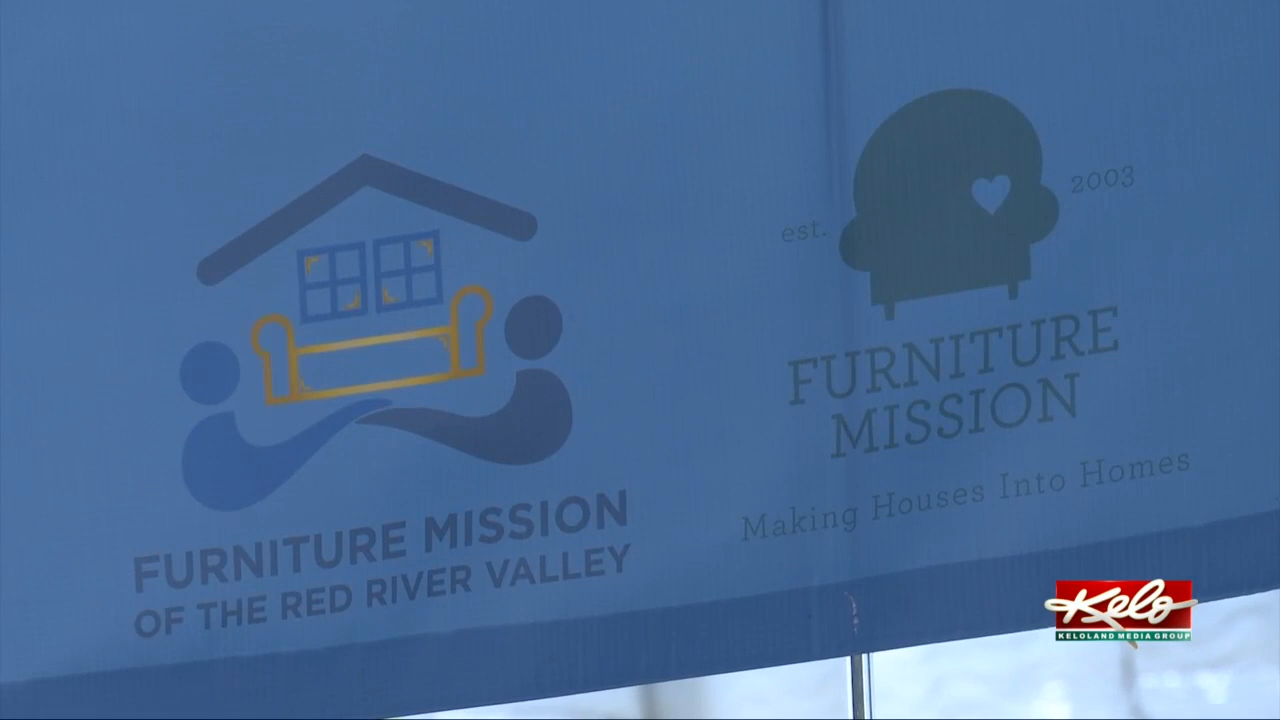 FURNITURE MISSION
OF THE RED RIVER VALLEY
est. 2003
FURNITURE
MISSION
Making Houses Into Homes
Kelo
KELOLAND MEDIA GROUP